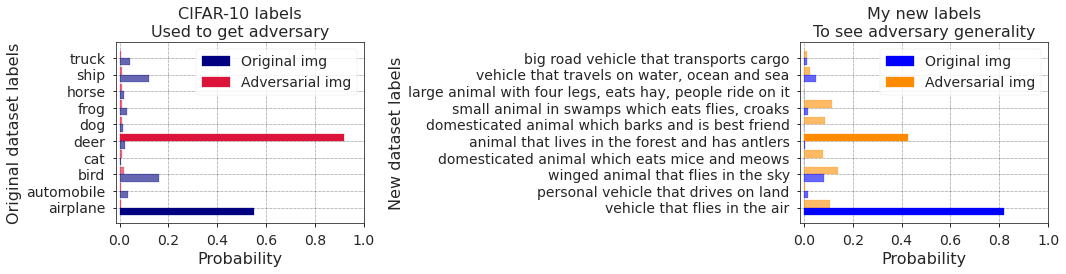 CIFAR-10 labels
Used to get adversary
Original dataset labels
truck
ship
horse
frog
dog
deer
cat
bird
automobile
airplane
Original img
Adversarial img
0.0 0.2 0.4 0.6 0.8 1.0
Probability
My new labels
To see adversary generality
New dataset labels
big road vehicle that transports cargo
vehicle that travels on water, ocean and sea
large animal with four legs, eats hay, people ride on it
small animal in swamps which eats flies, croaks
domesticated animal which barks and is best friend
animal that lives in the forest and has antlers
domesticated animal which eats mice and meows
winged animal that flies in the sky
personal vehicle that drives on land
vehicle that flies in the air
Original img
Adversarial img
0.0 0.2 0.4 0.6 0.8 1.0
Probability